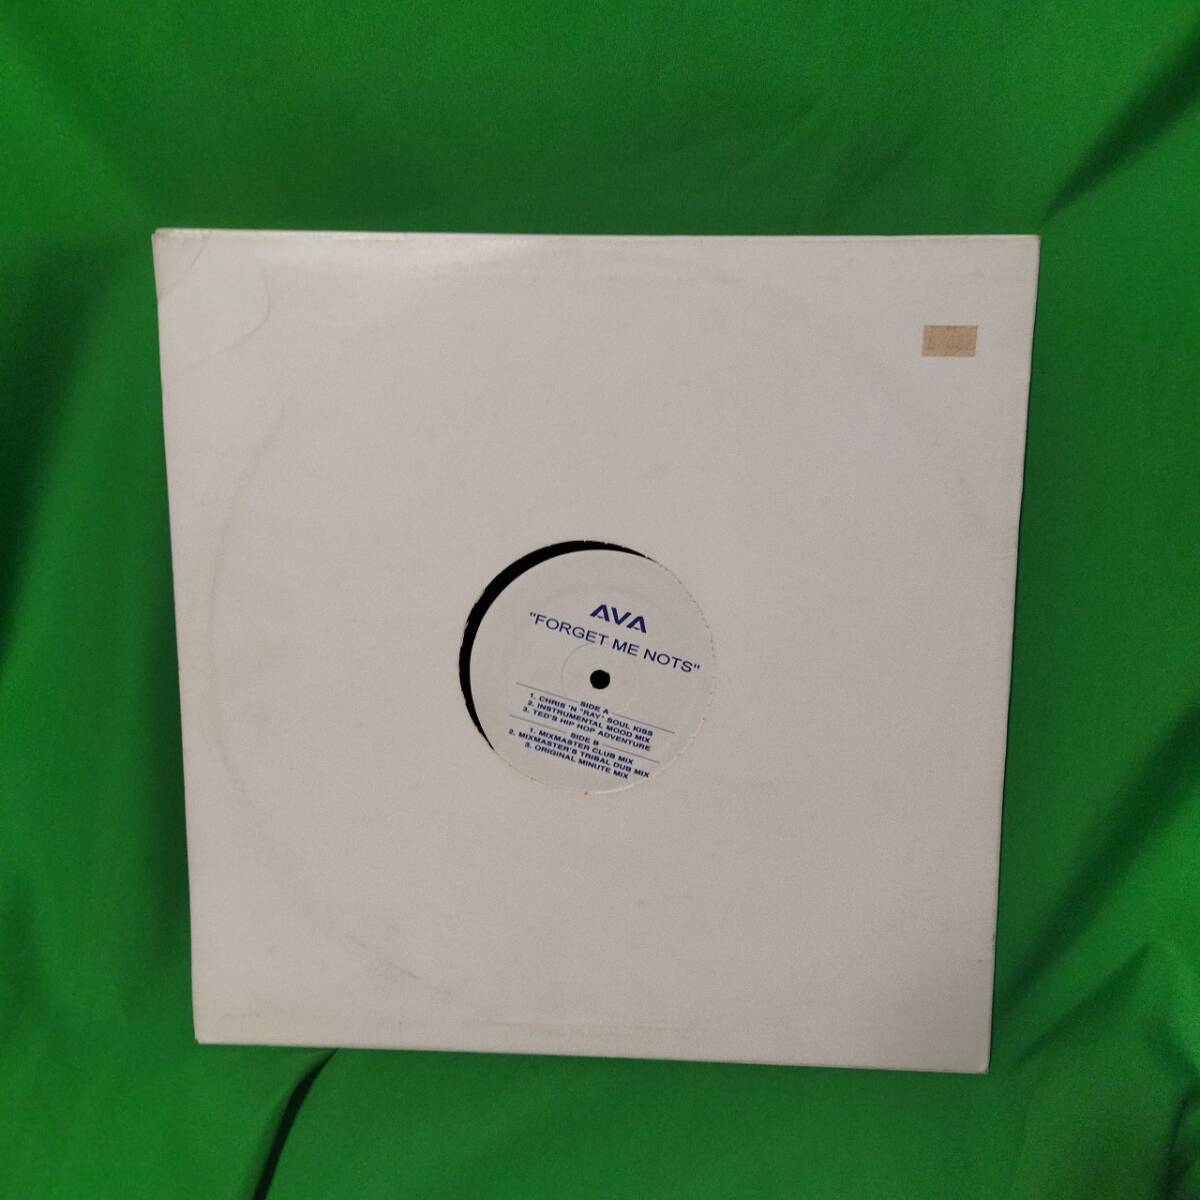 AVA
"FORGET ME NOTS"
SIDE A
1. CHRIS 'N "RAY" SOUL KISS
2. INSTRUMENTAL MOOD MIX
3. TED'S HIP HOP ADVENTURE
SIDE B
1. MIXMASTER CLUB MIX
2. MIXMASTER'S TRIBAL DUB MIX
3. ORIGINAL MINUTE MIX